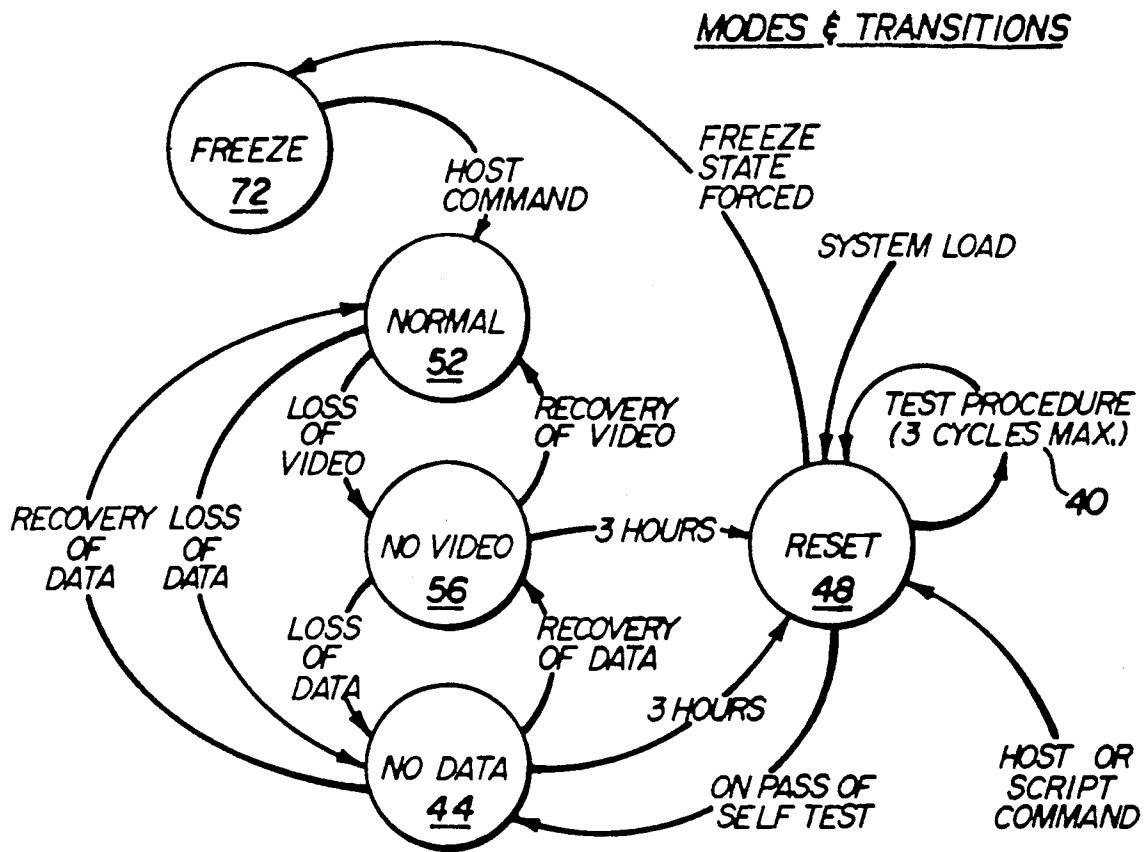 MODES & TRANSITIONS
FREEZE
72
HOST
COMMAND
FREEZE
STATE
FORCED
SYSTEM LOAD
NORMAL
52
TEST PROCEDURE
(3 CYCLES MAX.)
40
LOSS
OF
VIDEO
RECOVERY
OF VIDEO
RECOVERY
OF
DATA
LOSS
OF
DATA
NO VIDEO
56
3 HOURS
RESET
48
LOSS
OF
DATA
RECOVERY
OF DATA
3 HOURS
NO DATA
44
ON PASS OF
SELF TEST
HOST OR
SCRIPT
COMMAND